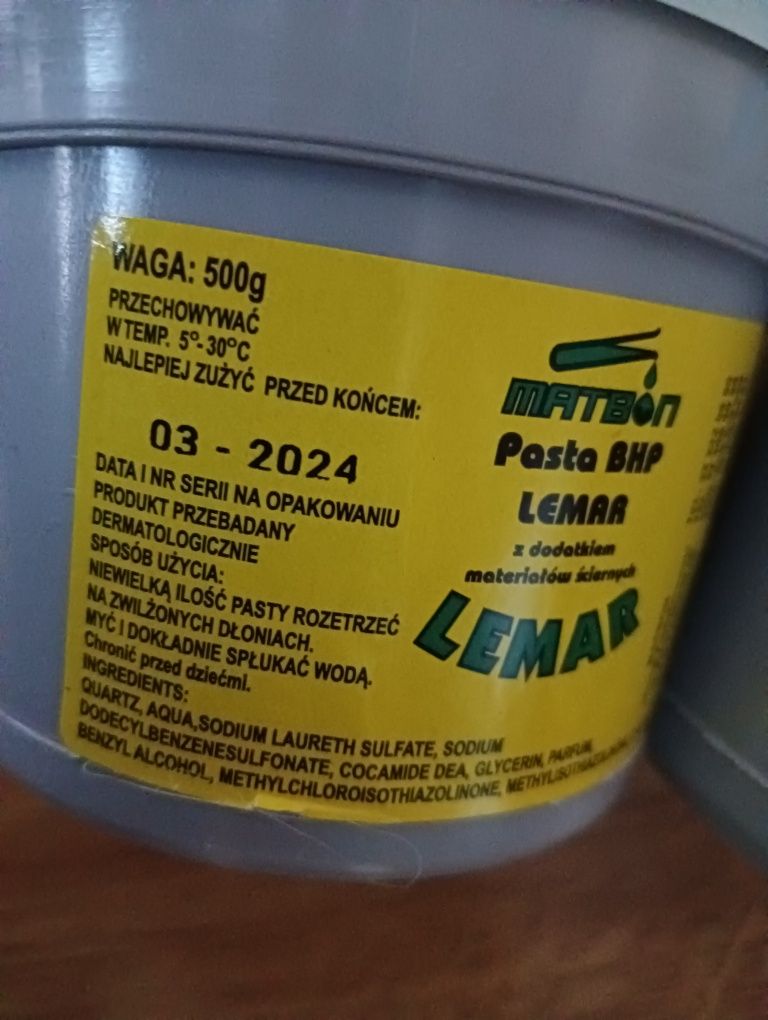 WAGA: 500g
PRZECHOWYWAĆ
W TEMP. 5°-30°C
NAJLEPIEJ ZUŻYĆ PRZED KOŃCEM:
03 - 2024
DATA I NR SERII NA OPAKOWANIU
PRODUKT PRZEBADANY
DERMATOLOGICZNIE
SPOSÓB UŻYCIA:
NIEWIELKĄ ILOŚĆ PASTY ROZETRZEĆ
NA ZWILŻONYCH DŁONIACH.
MYĆ I DOKŁADNIE SPŁUKAĆ WODĄ.
Chronić przed dziećmi.
INGREDIENTS:
QUARTZ, AQUA,SODIUM LAURETH SULFATE, SODIUM
DODECYLBENZENESULFONATE, COCAMIDE DEA, GLYCERIN, PARFUM,
BENZYL ALCOHOL, METHYLCHLOROISOTHIAZOLINONE, METHYLISOTHIAZOLINONE
MATBON
Pasta BHP
LEMAR
z dodatkiem
materiałów ściernych
LEMAR